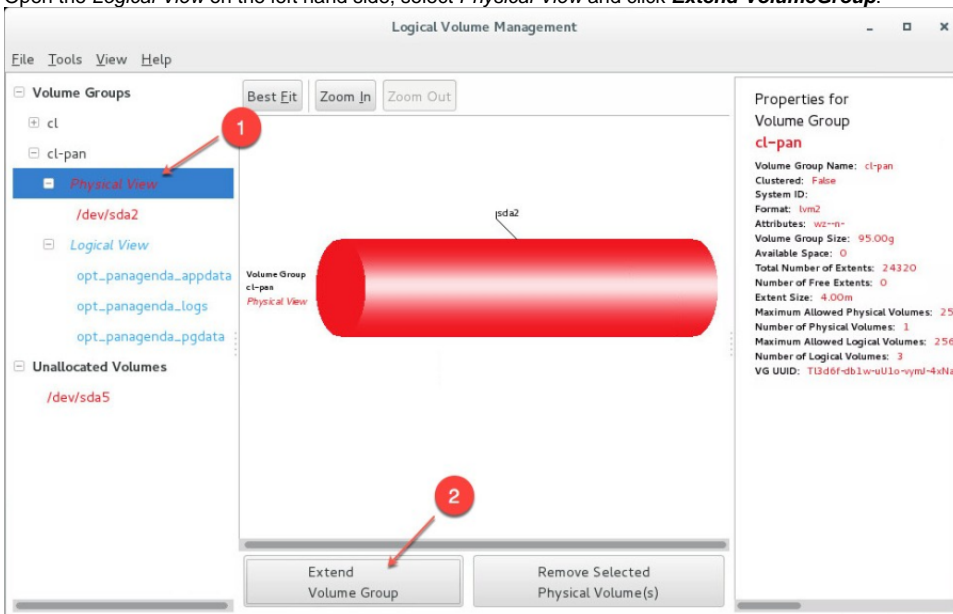 Open the Logical View on the left hand side, select Physical View and click Extend VolumeGroup.
Logical Volume Management
File Tools View Help
Volume Groups
cl
cl-pan
Physical View
/dev/sda2
Logical View
opt_panagenda_appdata
opt_panagenda_logs
opt_panagenda_pgdata
Unallocated Volumes
/dev/sda5
1
Best Fit Zoom In Zoom Out
sda2
Volume Group
cl-pan
Physical View
2
Extend
Volume Group
Remove Selected
Physical Volume(s)
Properties for
Volume Group
cl-pan
Volume Group Name: cl-pan
Clustered: False
System ID:
Format: lvm2
Attributes: wz--n-
Volume Group Size: 95.00g
Available Space: 0
Total Number of Extents: 24320
Number of Free Extents: 0
Extent Size: 4.00m
Maximum Allowed Physical Volumes: 25
Number of Physical Volumes: 1
Maximum Allowed Logical Volumes: 256
Number of Logical Volumes: 3
VG UUID: